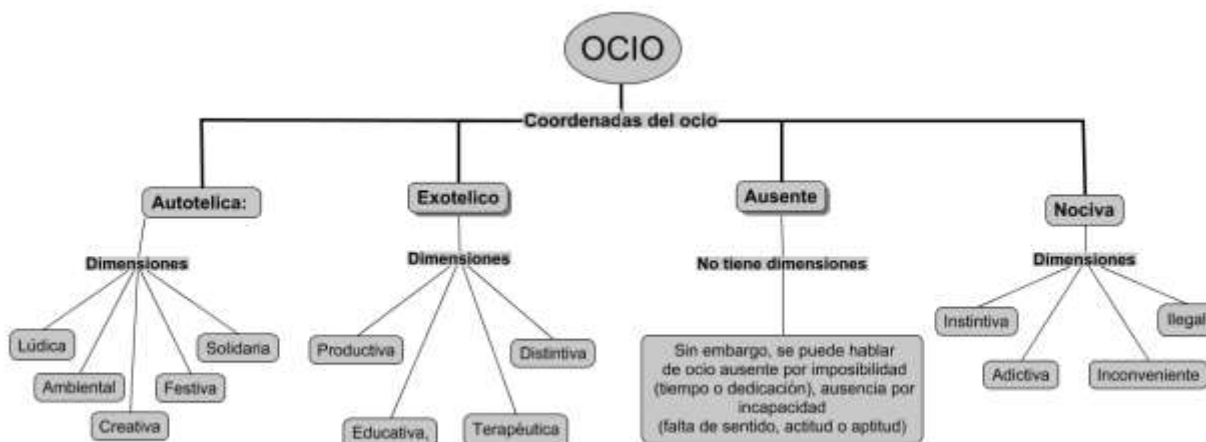 OCIO
Coordenadas del ocio
Autotelica:
Exotelico
Ausente
Nociva
Dimensiones
Dimensiones
No tiene dimensiones
Dimensiones
Lúdica
Ambiental
Creativa
Festiva
Solidaria
Productiva
Educativa,
Terapéutica
Distintiva
Sin embargo, se puede hablar
de ocio ausente por imposibilidad
(tiempo o dedicación), ausencia por
incapacidad
(falta de sentido, actitud o aptitud)
Instintiva
Adictiva
Inconveniente
Ilegal